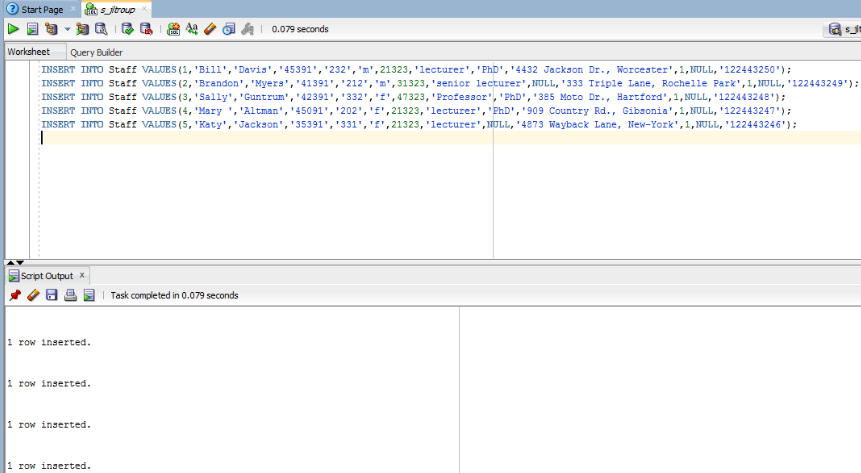 Start Page
s_jltroup
0.079 seconds
Worksheet Query Builder
INSERT INTO Staff VALUES(1,'Bill','Davis','45391','232','m',21323,'lecturer','PhD','4432 Jackson Dr., Worcester',1,NULL,'122443250');
INSERT INTO Staff VALUES(2,'Brandon','Myers','41391','212','m',31323,'senior lecturer',NULL,'333 Triple Lane, Rochelle Park',1,NULL,'122443249');
INSERT INTO Staff VALUES(3,'Sally','Guntrum','42391','332','f',47323,'Professor','PhD','385 Moto Dr., Hartford',1,NULL,'122443248');
INSERT INTO Staff VALUES(4,'Mary ','Altman','45091','202','f',21323,'lecturer','PhD','909 Country Rd., Gibsonia',1,NULL,'122443247');
INSERT INTO Staff VALUES(5,'Katy','Jackson','35391','331','f',21323,'lecturer',NULL,'4873 Wayback Lane, New-York',1,NULL,'122443246');
Script Output x
Task completed in 0.079 seconds
1 row inserted.
1 row inserted.
1 row inserted.
1 row inserted.